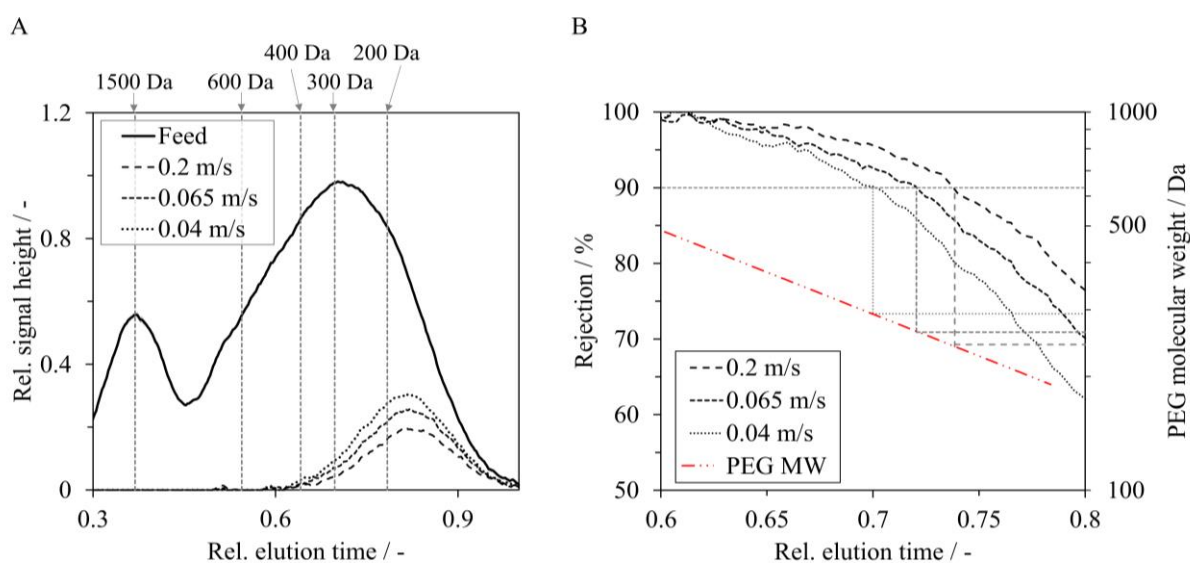 A
1500 Da
600 Da
400 Da
300 Da
200 Da
1.2
0.8
0.4
0
Rel. signal height / -
Feed
0.2 m/s
0.065 m/s
0.04 m/s
0.3
0.6
0.9
Rel. elution time / -
B
100
90
80
70
60
50
Rejection / %
1000
500
100
PEG molecular weight / Da
0.2 m/s
0.065 m/s
0.04 m/s
PEG MW
0.6
0.65
0.7
0.75
0.8
Rel. elution time / -